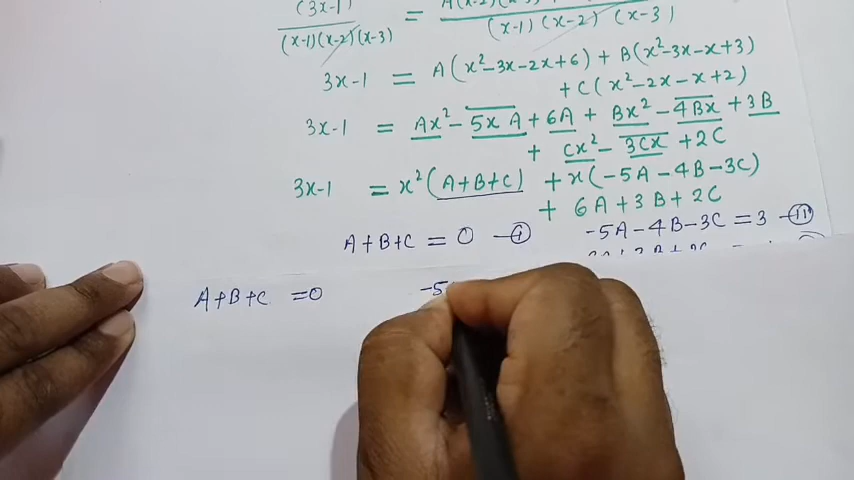 (3x-1)
(x-1)(x-2)(x-3) = (x-1)(x-2)(x-3)
3x-1 = A(x²-3x-2x+6) + B(x²-3x-x+3)
+ C(x²-2x-x+2)
3x-1 = Ax² - 5xA + 6A + Bx² - 4Bx + 3B
+ Cx² - 3Cx + 2C
3x-1 = x²(A+B+C) + x(-5A-4B-3C)
+ 6A+3B+2C
A+B+C = 0 -(i) -5A-4B-3C = 3 -(ii)
A+B+C = 0 -5